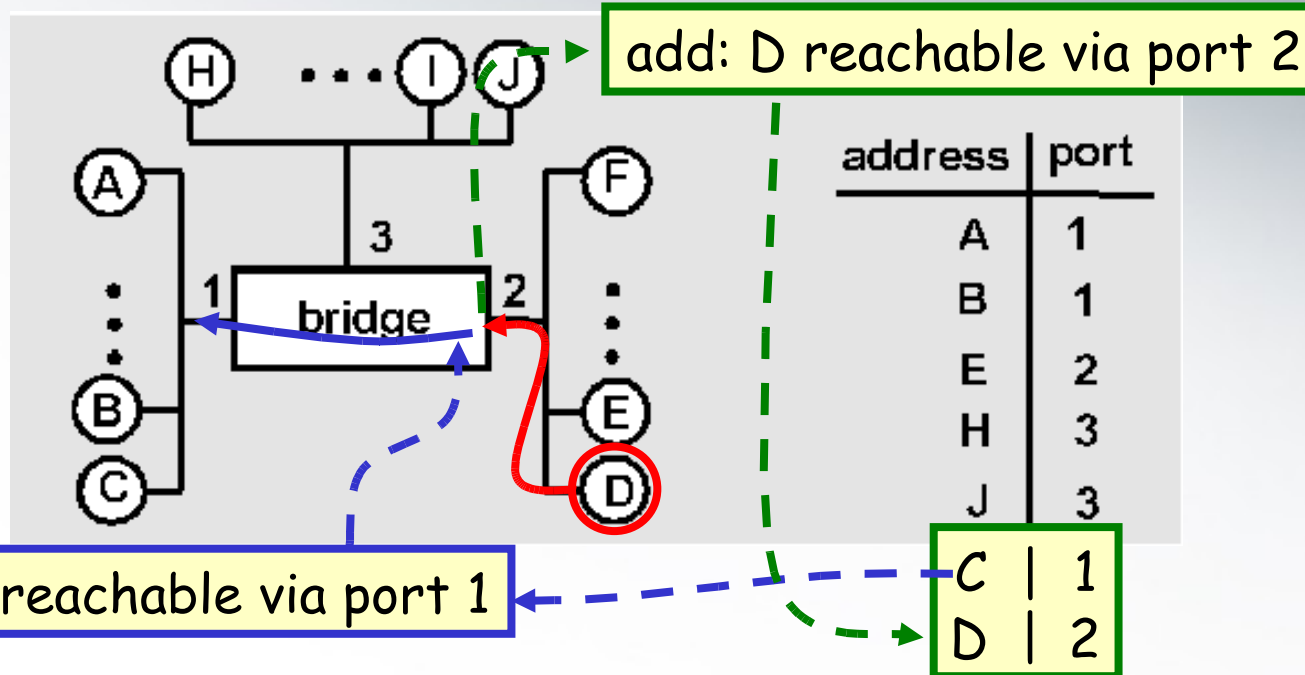 add: D reachable via port 2
H ••• I J
address | port
A
F
A 1
3
B 1
1
2
bridge
E 2
H 3
B
E
C
D
J 3
C | 1
reachable via port 1
D | 2